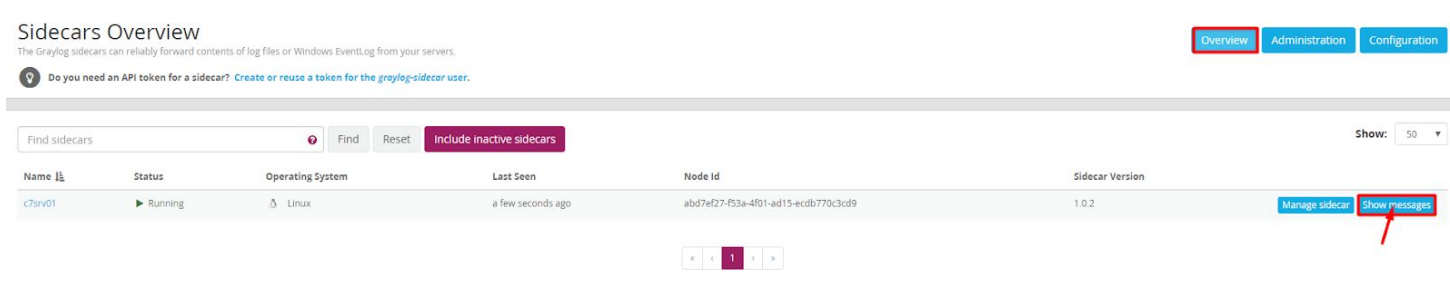 Sidecars Overview
The Graylog sidecars can reliably forward contents of log files or Windows EventLog from your servers.
Overview Administration Configuration
Do you need an API token for a sidecar? Create or reuse a token for the graylog-sidecar user.
Find sidecars Find Reset Include inactive sidecars Show: 50
Name Status Operating System Last Seen Node Id Sidecar Version
c7srv01 Running Linux a few seconds ago abd7ef27-f53a-4f01-ad15-ecdb770c3cd9 1.0.2 Manage sidecar Show messages
« ‹ 1 › »